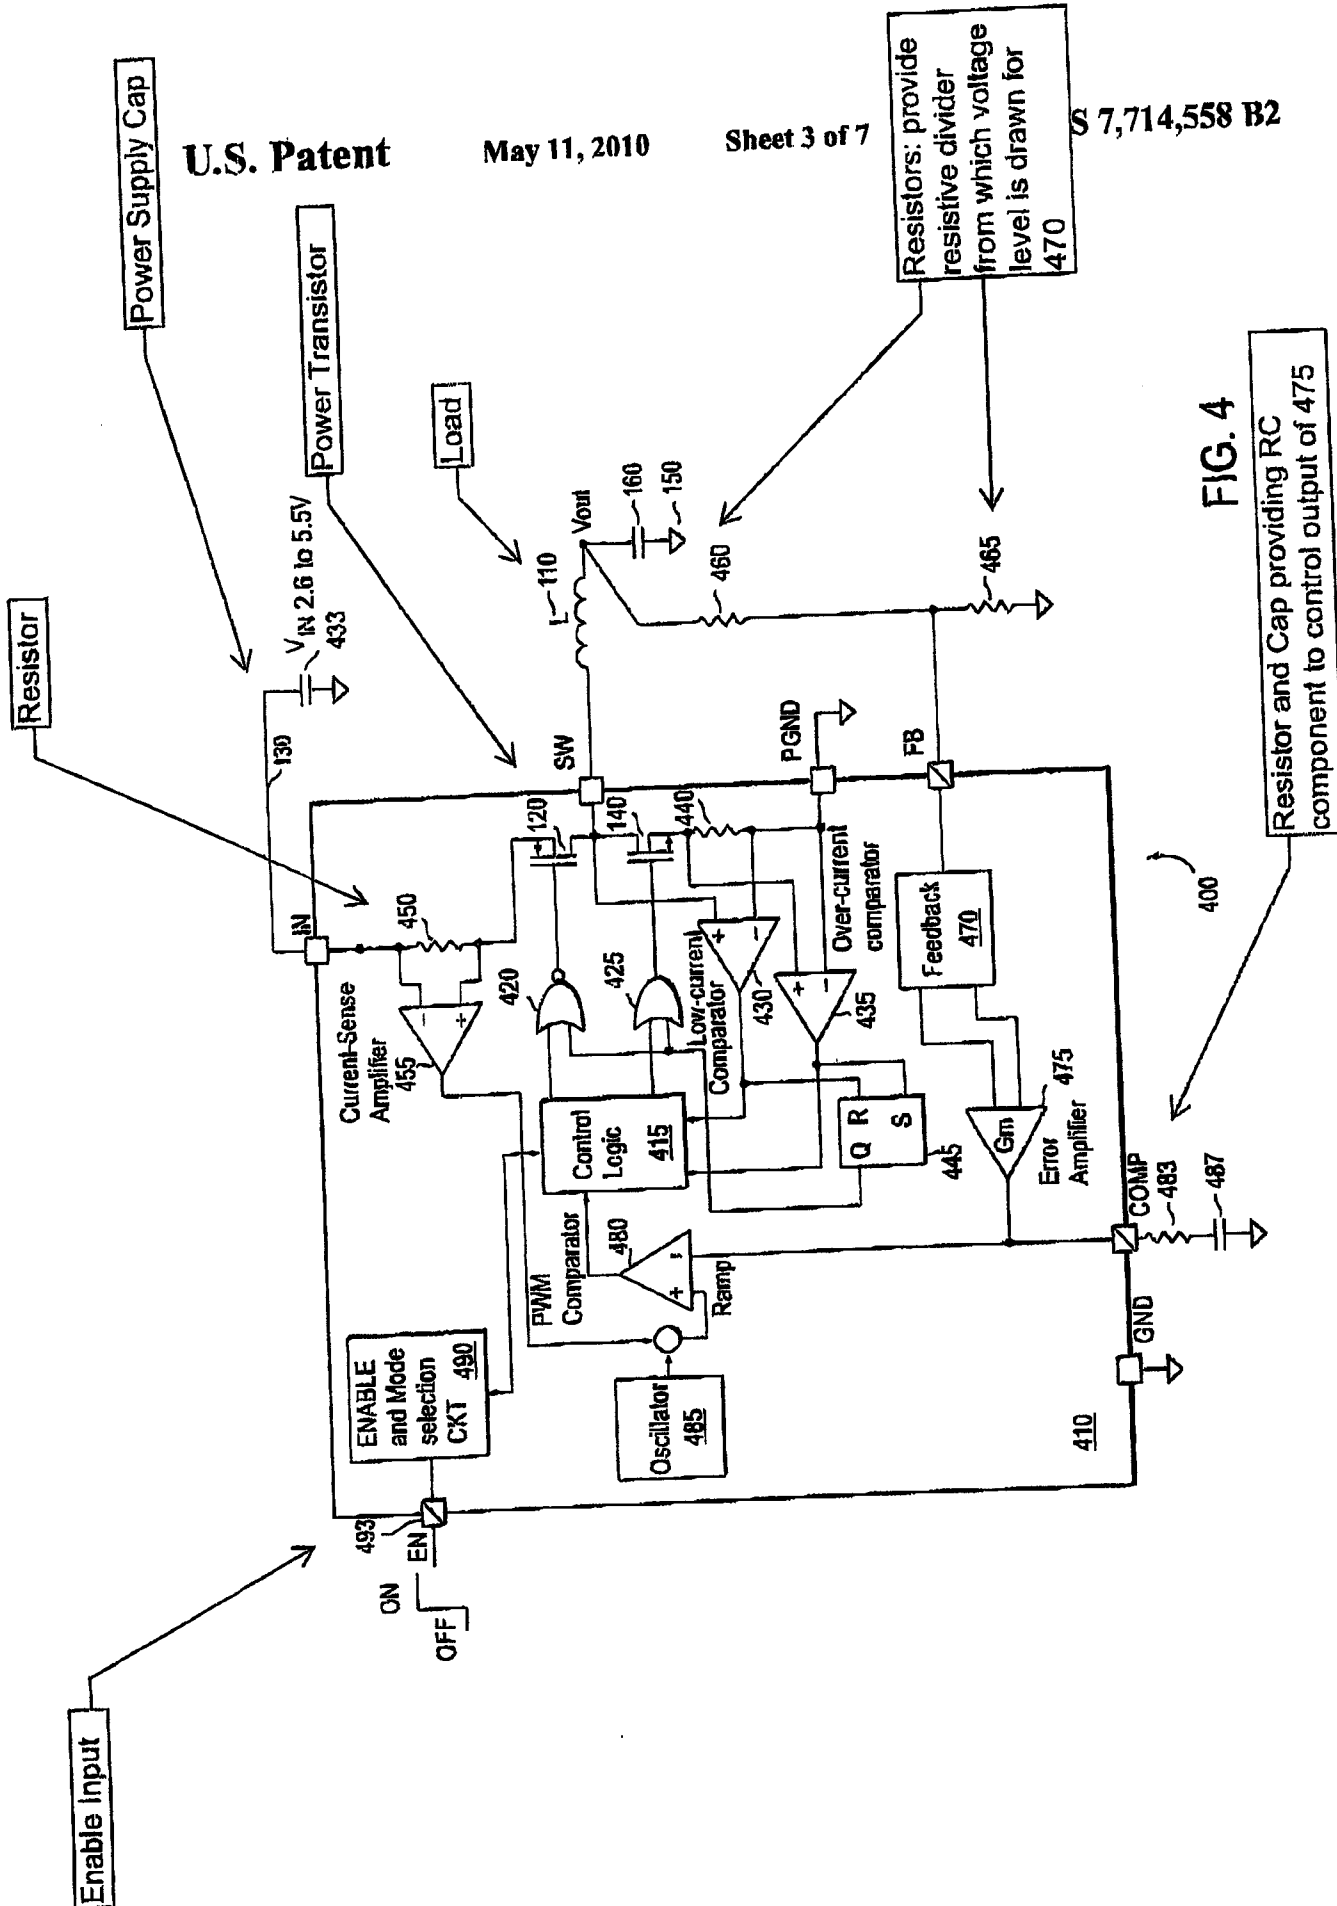 U.S. Patent
May 11, 2010
Sheet 3 of 7
S 7,714,558 B2
Enable Input
Resistor
Power Supply Cap
Power Transistor
Load
Resistors: provide
resistive divider
from which voltage
level is drawn for
470
Resistor and Cap providing RC
component to control output of 475
FIG. 4
400
410
ON
OFF
EN
493
ENABLE
and Mode
selection
CKT
490
Oscillator
485
PWM
Comparator
480
+
-
Ramp
Current-Sense
Amplifier
455
-
+
IN
130
VIN 2.6 to 5.5V
433
450
420
425
120
140
440
Control
Logic
415
Low-current
Comparator
430
+
-
Over-current
comparator
435
+
-
Q
R
S
445
SW
L
110
Vout
160
150
460
465
PGND
FB
Feedback
470
Gm
475
Error
Amplifier
COMP
483
487
GND